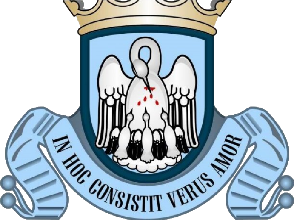 IN HOC CONSISTIT VERUS AMOR